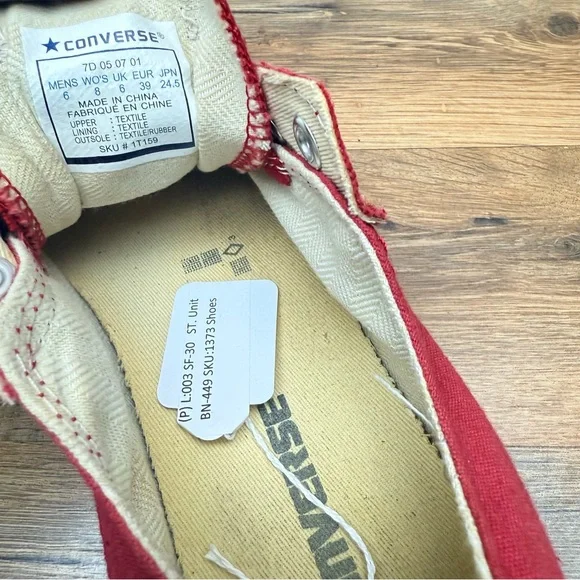 ★ CONVERSE®
7D 05 07 01
MENS WO'S UK EUR JPN
6 8 6 39 24.5
MADE IN CHINA
FABRIQUÉ EN CHINE
UPPER : TEXTILE
LINING : TEXTILE
OUTSOLE : TEXTILE/RUBBER
SKU # 1T159
(P) L:003 SF-30 ST. Unit
BN-449 SKU:1373 Shoes
NVERSE